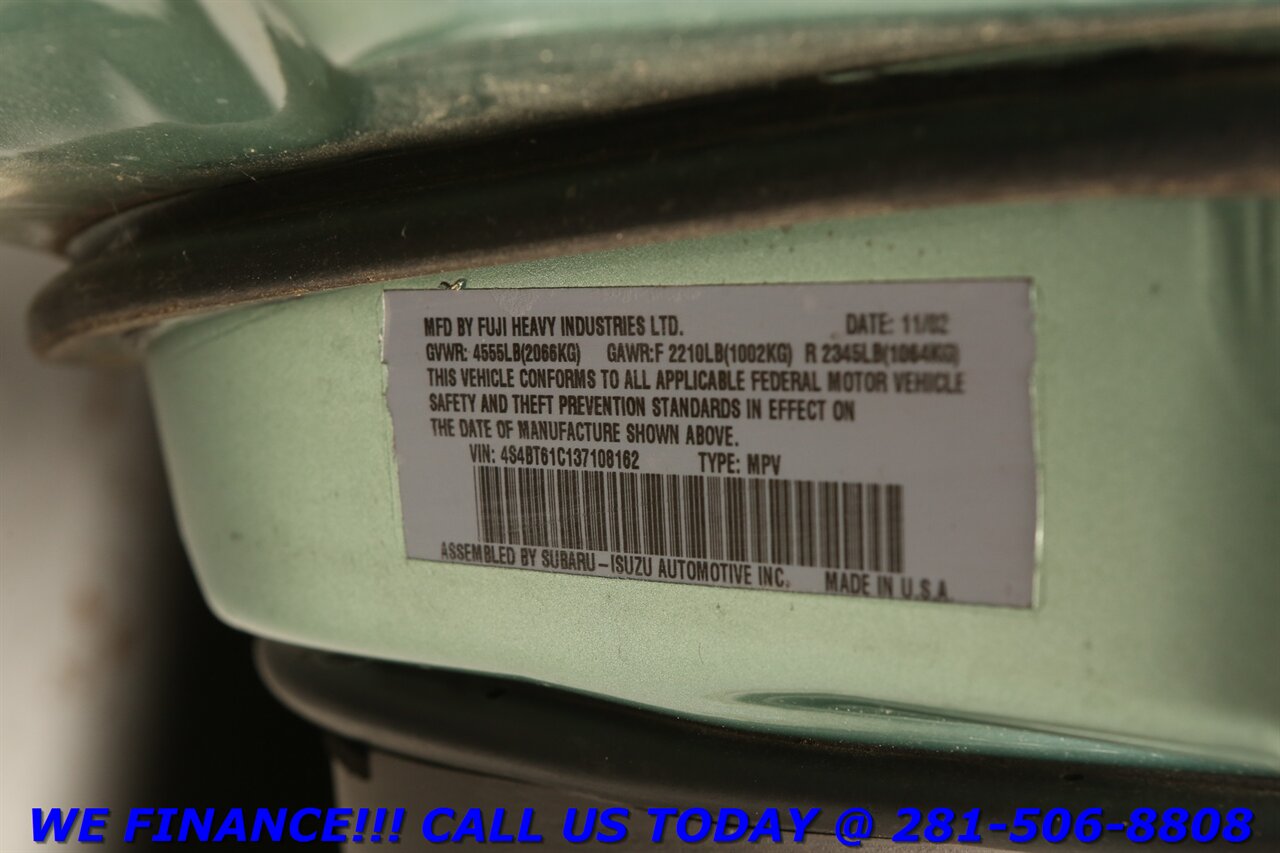 MFD BY FUJI HEAVY INDUSTRIES LTD. DATE: 11/02
GVWR: 4555LB(2066KG) GAWR:F 2210LB(1002KG) R 2345LB(1064KG)
THIS VEHICLE CONFORMS TO ALL APPLICABLE FEDERAL MOTOR VEHICLE
SAFETY AND THEFT PREVENTION STANDARDS IN EFFECT ON
THE DATE OF MANUFACTURE SHOWN ABOVE.
VIN: 4S4BT61C137108162 TYPE: MPV
ASSEMBLED BY SUBARU-ISUZU AUTOMOTIVE INC. MADE IN U.S.A.
WE FINANCE!!! CALL US TODAY @ 281-506-8808